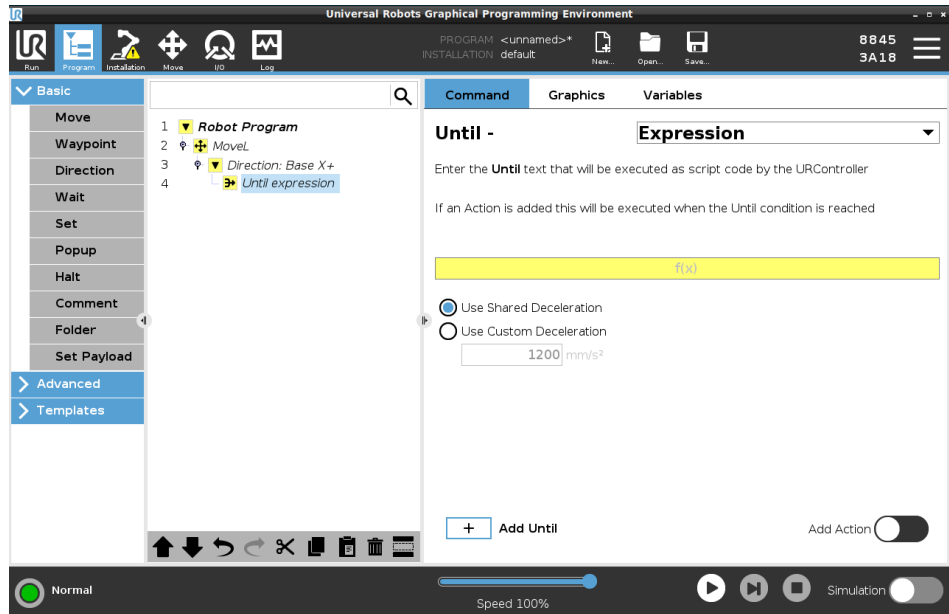 Universal Robots Graphical Programming Environment
UR
Run
Program
Installation
Move
I/O
Log
PROGRAM <unnamed>*
INSTALLATION default
New...
Open...
Save...
8845
3A18
Basic
Move
Waypoint
Direction
Wait
Set
Popup
Halt
Comment
Folder
Set Payload
Advanced
Templates
1 Robot Program
2 MoveL
3 Direction: Base X+
4 Until expression
Command Graphics Variables
Until - Expression
Enter the Until text that will be executed as script code by the URController
If an Action is added this will be executed when the Until condition is reached
f(x)
Use Shared Deceleration
Use Custom Deceleration
1200 mm/s²
+ Add Until
Add Action
Normal
Speed 100%
Simulation